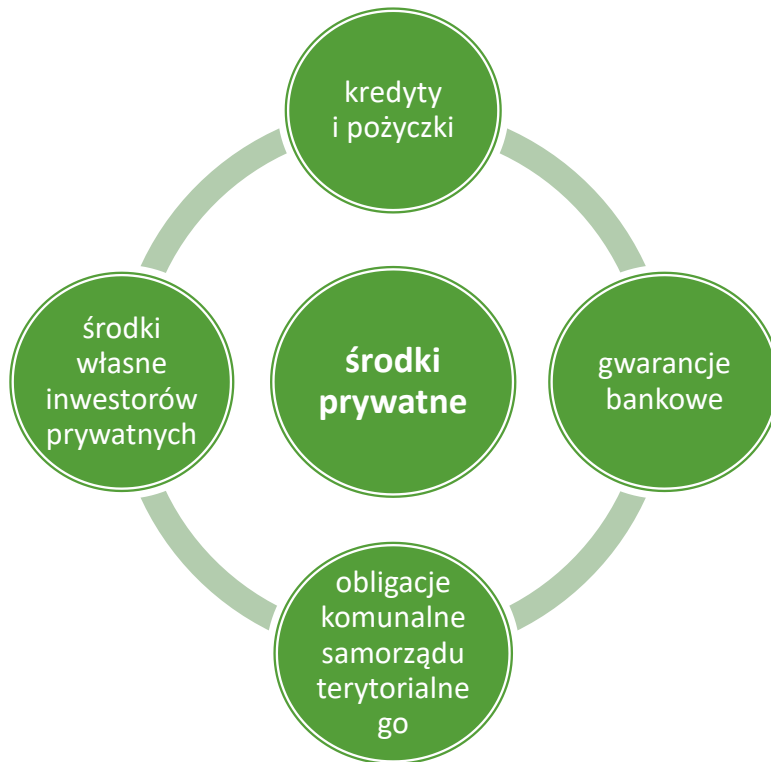 kredyty
i pożyczki
środki
własne
inwestorów
prywatnych
środki
prywatne
gwarancje
bankowe
obligacje
komunalne
samorządu
terytorialne
go